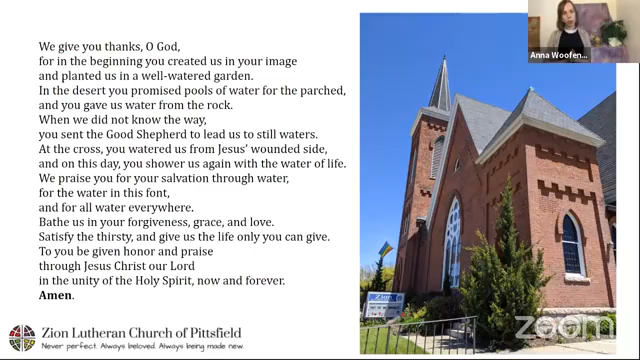 We give you thanks, O God,
for in the beginning you created us in your image
and planted us in a well-watered garden.
In the desert you promised pools of water for the parched,
and you gave us water from the rock.
When we did not know the way,
you sent the Good Shepherd to lead us to still waters.
At the cross, you watered us from Jesus’ wounded side,
and on this day, you shower us again with the water of life.
We praise you for your salvation through water,
for the water in this font,
and for all water everywhere.
Bathe us in your forgiveness, grace, and love.
Satisfy the thirsty, and give us the life only you can give.
To you be given honor and praise
through Jesus Christ our Lord
in the unity of the Holy Spirit, now and forever.
Amen.
Zion Lutheran Church of Pittsfield
Never perfect. Always beloved. Always being made new.
Anna Woofen...
Zion
zoom